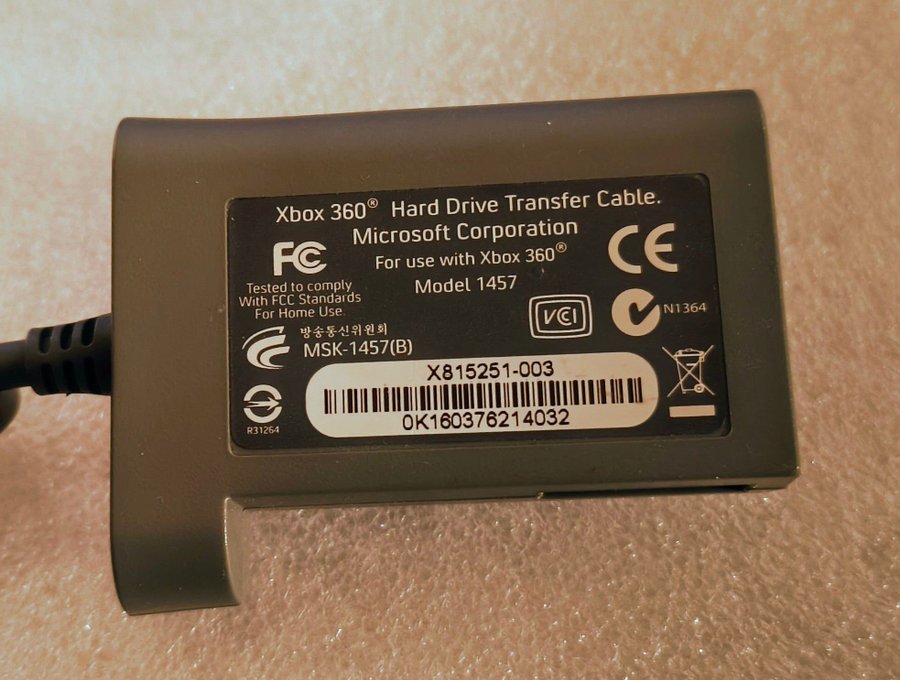 Xbox 360® Hard Drive Transfer Cable.
Microsoft Corporation
For use with Xbox 360®
Model 1457
FC
Tested to comply
With FCC Standards
For Home Use.
CE
VCI
N1364
방송통신위원회
MSK-1457(B)
R31264
X815251-003
0K160376214032